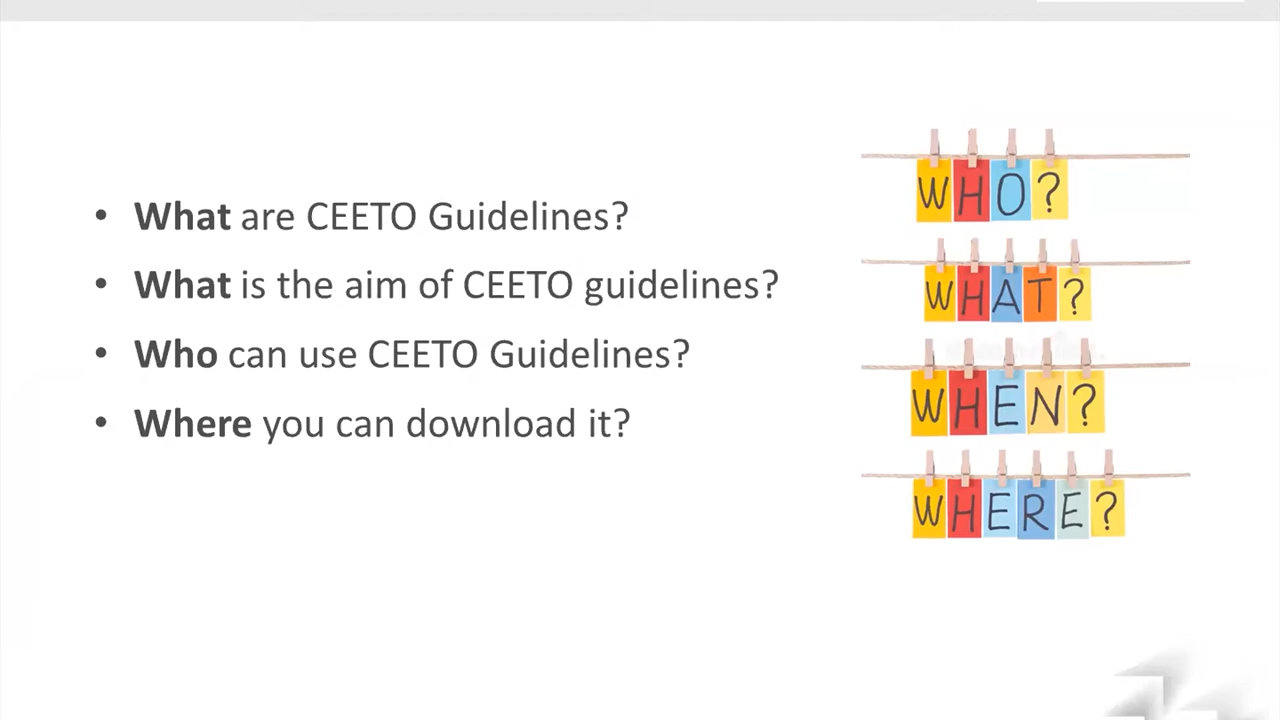 • What are CEETO Guidelines?
• What is the aim of CEETO guidelines?
• Who can use CEETO Guidelines?
• Where you can download it?
WHO?
WHAT?
WHEN?
WHERE?